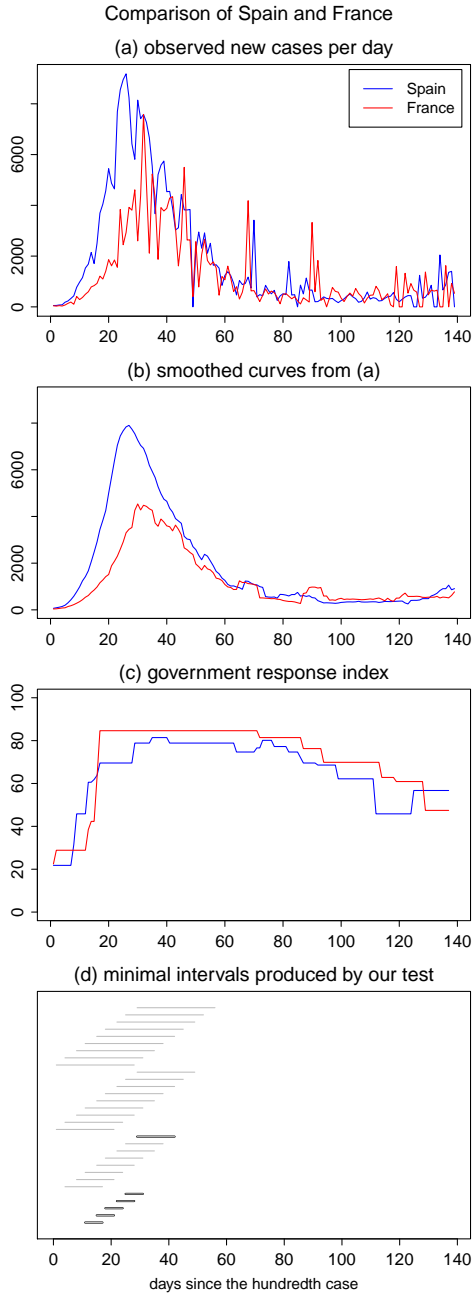 Comparison of Spain and France
(a) observed new cases per day
Spain
France
0 2000 6000
0 20 40 60 80 100 120 140
(b) smoothed curves from (a)
0 2000 6000
0 20 40 60 80 100 120 140
(c) government response index
0 20 40 60 80 100
0 20 40 60 80 100 120 140
(d) minimal intervals produced by our test
0 20 40 60 80 100 120 140
days since the hundredth case